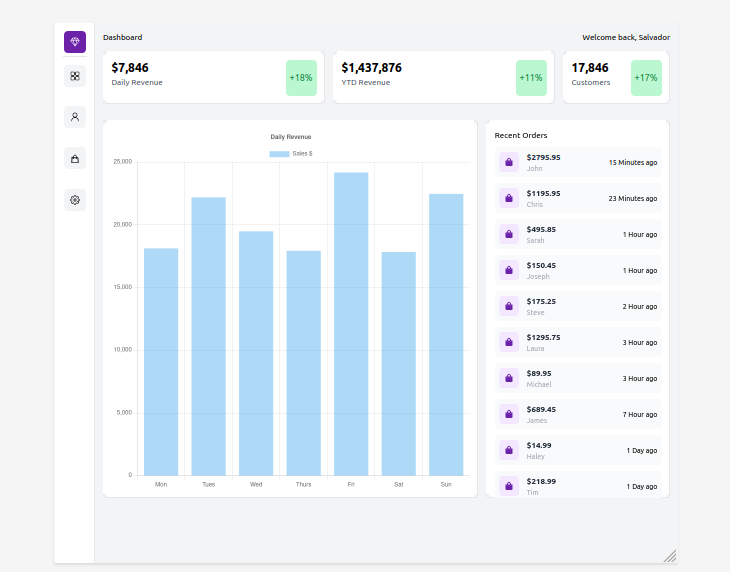 Dashboard
Welcome back, Salvador
$7,846
Daily Revenue
+18%
$1,437,876
YTD Revenue
+11%
17,846
Customers
+17%
Daily Revenue
Sales $
25,000
20,000
15,000
10,000
5,000
0
Mon Tues Wed Thurs Fri Sat Sun
Recent Orders
$2795.95
John
15 Minutes ago
$1195.95
Chris
23 Minutes ago
$495.85
Sarah
1 Hour ago
$150.45
Joseph
1 Hour ago
$175.25
Steve
2 Hour ago
$1295.75
Laura
3 Hour ago
$89.95
Michael
3 Hour ago
$689.45
James
7 Hour ago
$14.99
Haley
1 Day ago
$218.99
Tim
1 Day ago